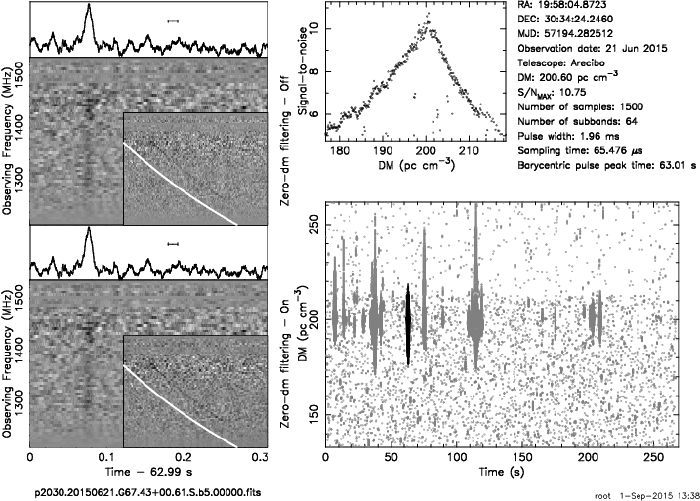 RA: 19:58:04.8723
DEC: 30:34:24.2460
MJD: 57194.282512
Observation date: 21 Jun 2015
Telescope: Arecibo
DM: 200.60 pc cm⁻³
S/N_MAX: 10.75
Number of samples: 1500
Number of subbands: 64
Pulse width: 1.96 ms
Sampling time: 65.476 μs
Barycentric pulse peak time: 63.01 s
Observing Frequency (MHz)
1500
1400
1300
Zero-dm filtering - Off
Signal-to-noise
10
8
6
180 190 200 210
DM (pc cm⁻³)
Observing Frequency (MHz)
1500
1400
1300
Zero-dm filtering - On
0 0.1 0.2 0.3
Time - 62.99 s
DM (pc cm⁻³)
250
200
150
0 50 100 150 200 250
Time (s)
p2030.20150621.G67.43+00.61.S.b5.00000.fits
root 1-Sep-2015 13:38